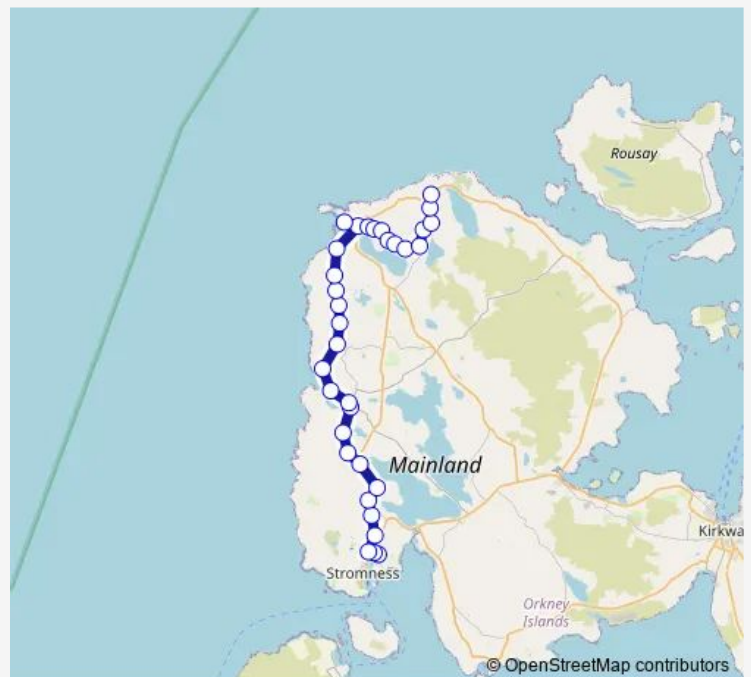 Rousay
Mainland
Kirkwa
Stromness
Orkney
Islands
© OpenStreetMap contributors